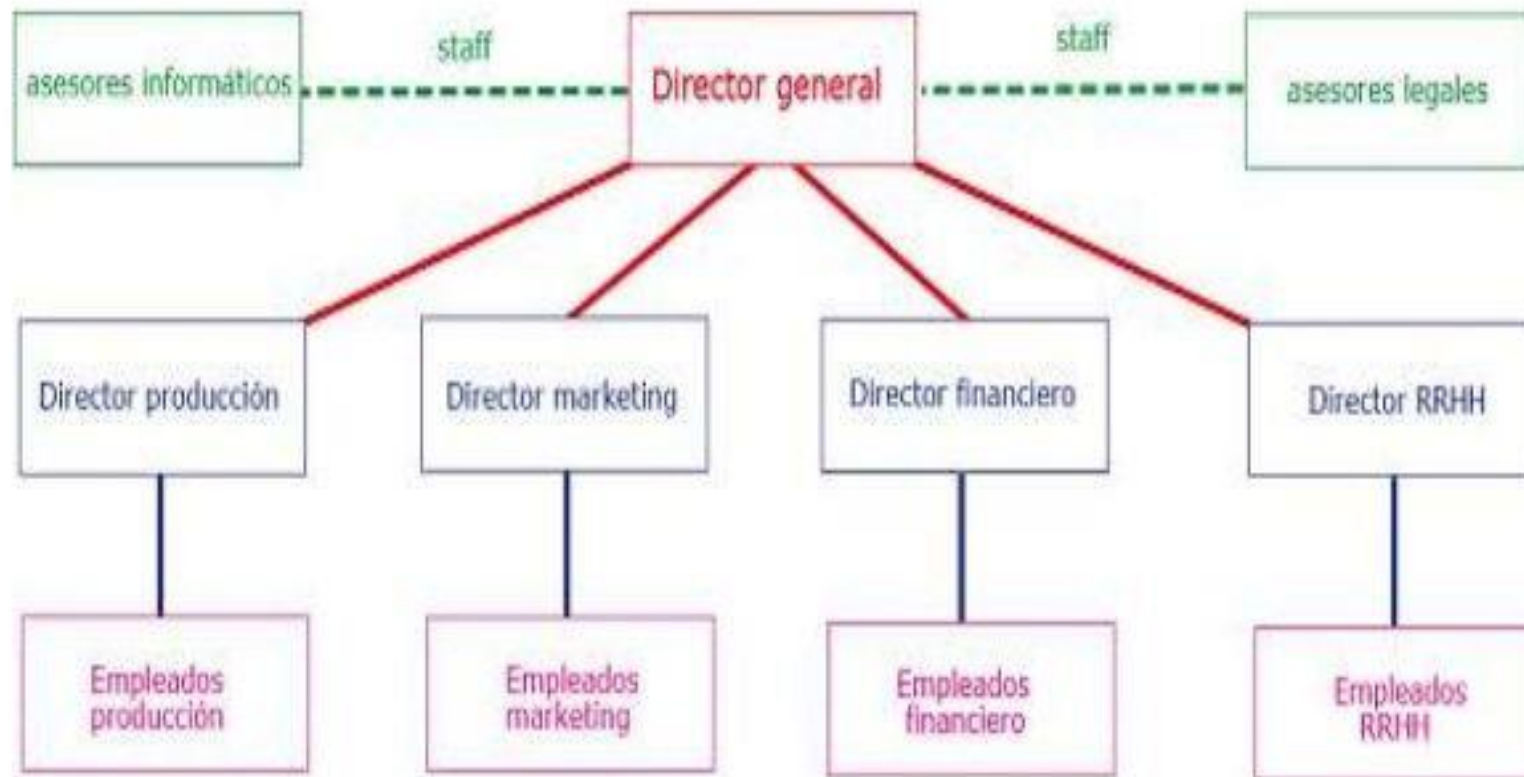 staff
staff
asesores informáticos
Director general
asesores legales
Director producción
Director marketing
Director financiero
Director RRHH
Empleados
producción
Empleados
marketing
Empleados
financiero
Empleados
RRHH